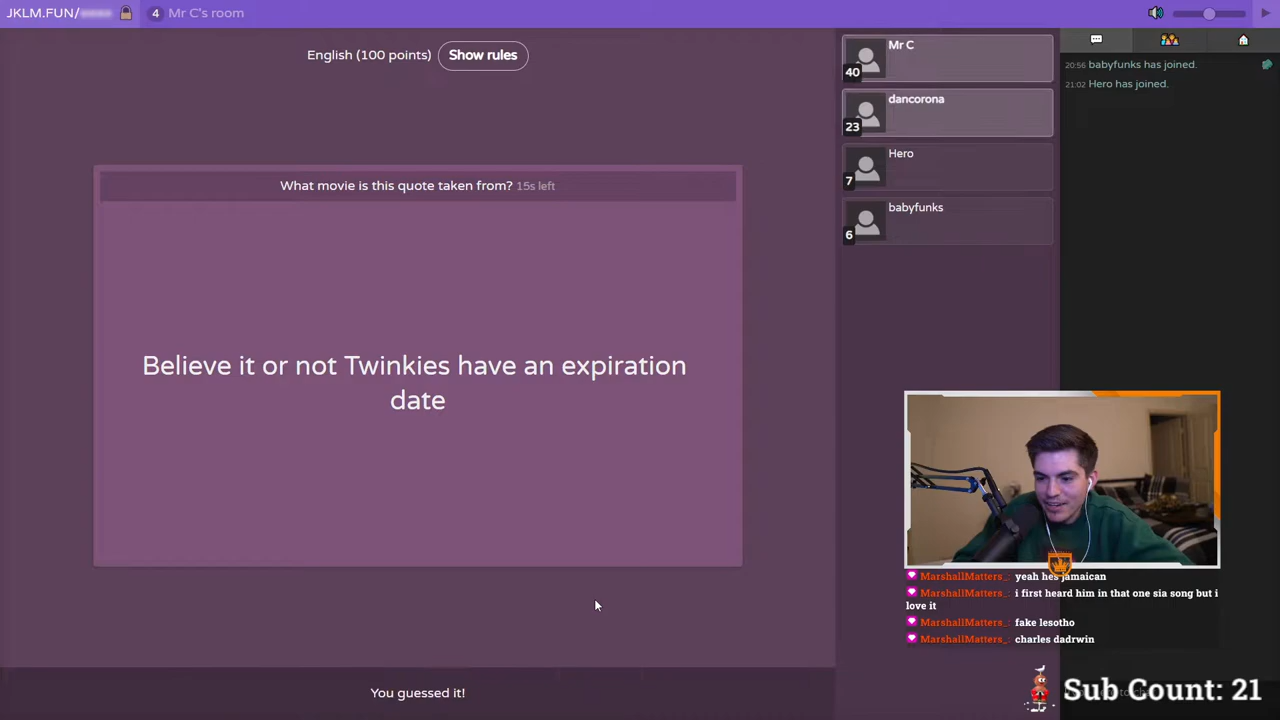 JKLM.FUN/
4 Mr C's room
English (100 points) Show rules
What movie is this quote taken from? 15s left
Believe it or not Twinkies have an expiration
date
You guessed it!
Mr C
40
dancorona
23
Hero
7
babyfunks
6
20:56 babyfunks has joined.
21:02 Hero has joined.
MarshallMatters_: yeah hes jamaican
MarshallMatters_: i first heard him in that one sia song but i
love it
MarshallMatters_: fake lesotho
MarshallMatters_: charles dadrwin
Sub Count: 21